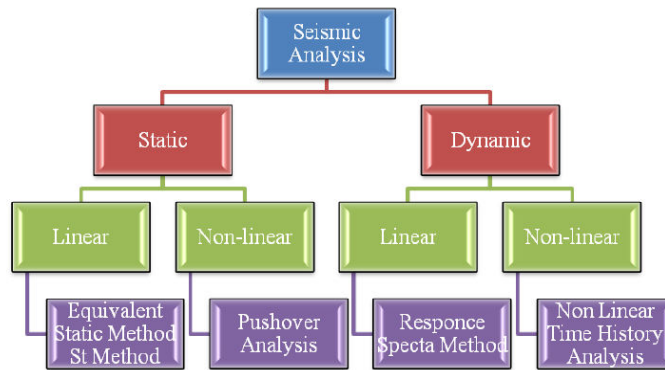 Seismic
Analysis
Static
Dynamic
Linear
Non-linear
Linear
Non-linear
Equivalent
Static Method
St Method
Pushover
Analysis
Responce
Specta Method
Non Linear
Time History
Analysis